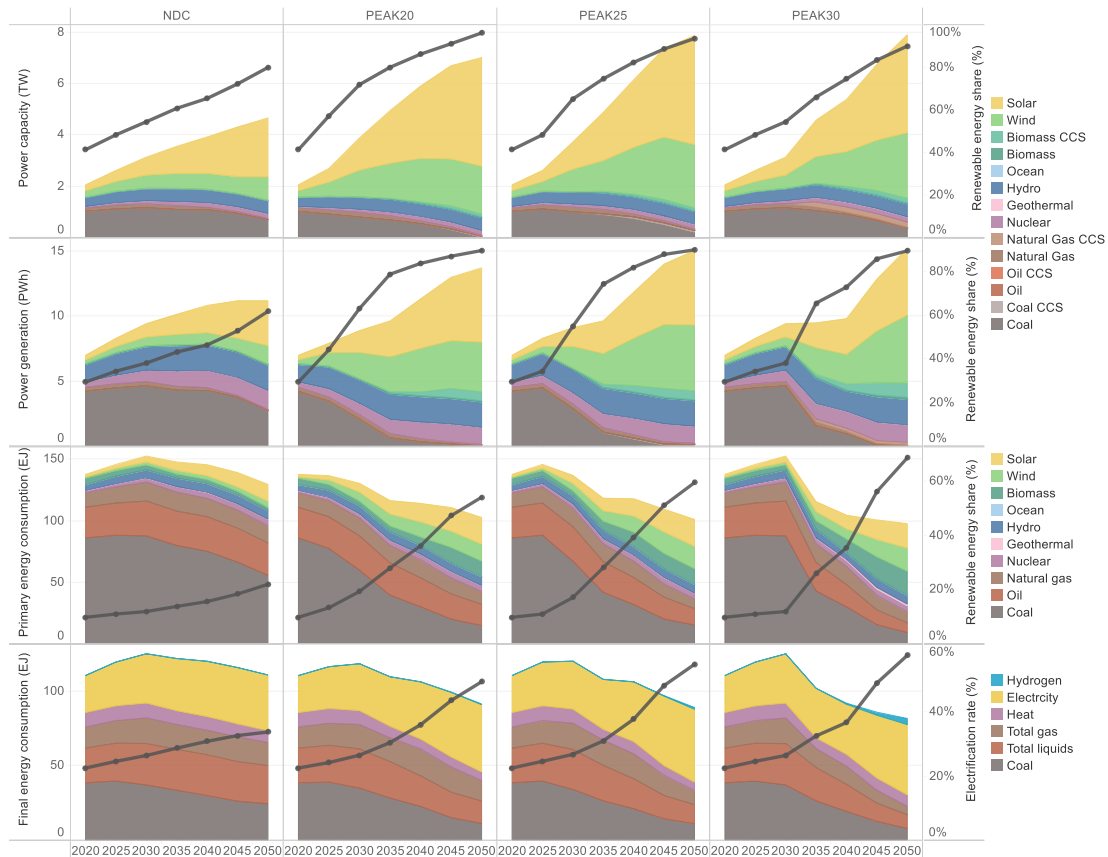 NDC PEAK20 PEAK25 PEAK30
Power capacity (TW)
8
6
4
2
0
100%
80%
60%
40%
20%
0%
Renewable energy share (%)
Solar
Wind
Biomass CCS
Biomass
Ocean
Hydro
Geothermal
Nuclear
Natural Gas CCS
Natural Gas
Oil CCS
Oil
Coal CCS
Coal
Power generation (PWh)
15
10
5
0
80%
60%
40%
20%
0%
Renewable energy share (%)
Primary energy consumption (EJ)
150
100
50
0
60%
40%
20%
0%
Renewable energy share (%)
Solar
Wind
Biomass
Ocean
Hydro
Geothermal
Nuclear
Natural gas
Oil
Coal
Final energy consumption (EJ)
100
50
0
60%
40%
20%
0%
Electrification rate (%)
Hydrogen
Electrcity
Heat
Total gas
Total liquids
Coal
2020 2025 2030 2035 2040 2045 2050 2020 2025 2030 2035 2040 2045 2050 2020 2025 2030 2035 2040 2045 2050 2020 2025 2030 2035 2040 2045 2050